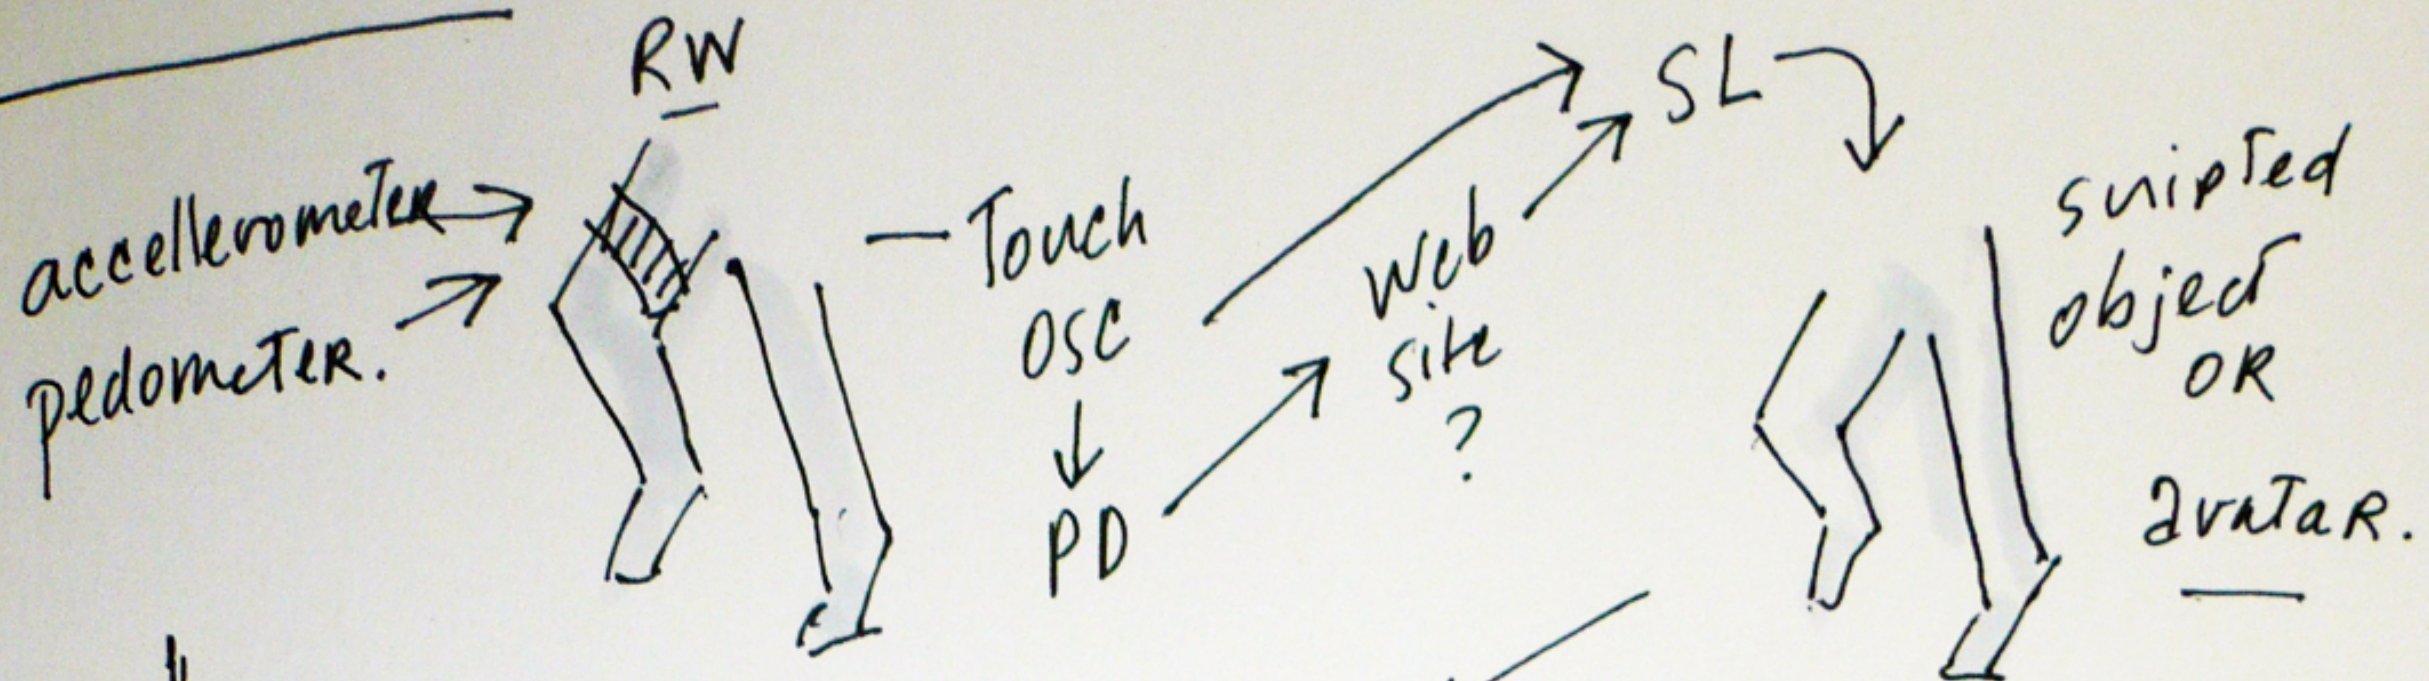 RW
accellerometer
pedometer.
Touch
OSC
PD
Web
site
?
SL
scripted
object
OR
avatar.